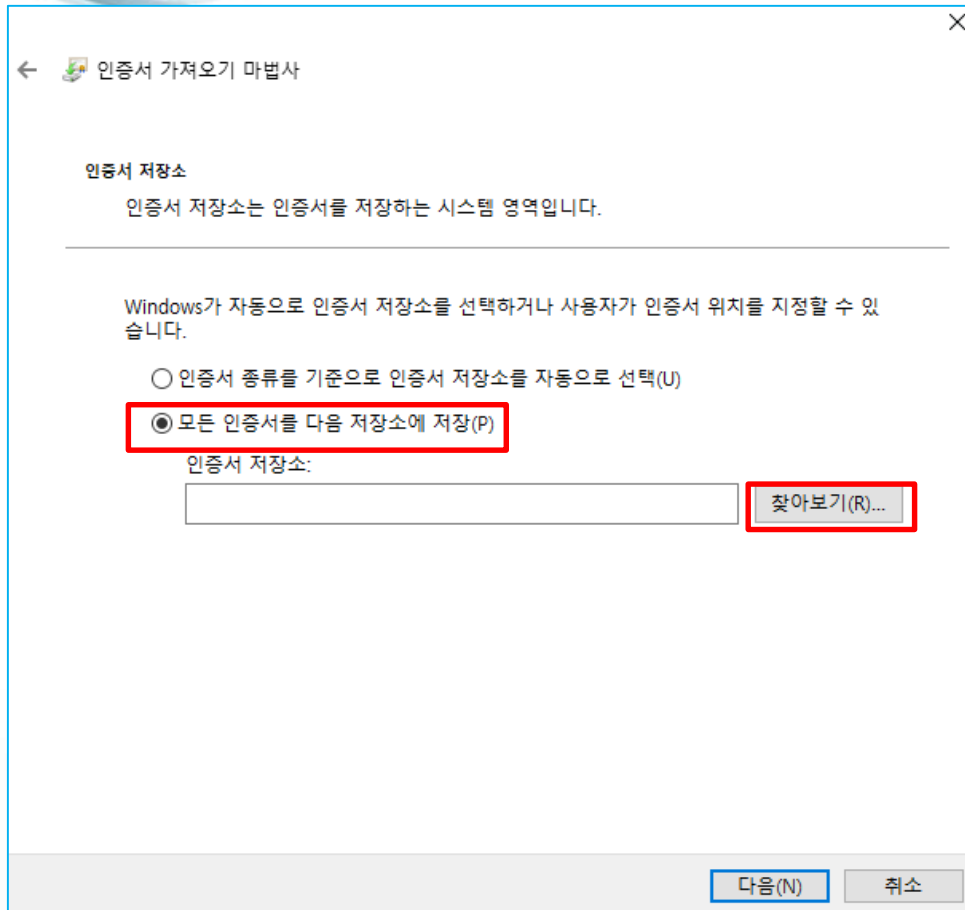 인증서 가져오기 마법사
인증서 저장소
인증서 저장소는 인증서를 저장하는 시스템 영역입니다.
Windows가 자동으로 인증서 저장소를 선택하거나 사용자가 인증서 위치를 지정할 수 있
습니다.
인증서 종류를 기준으로 인증서 저장소를 자동으로 선택(U)
모든 인증서를 다음 저장소에 저장(P)
인증서 저장소:
찾아보기(R)...
다음(N) 취소